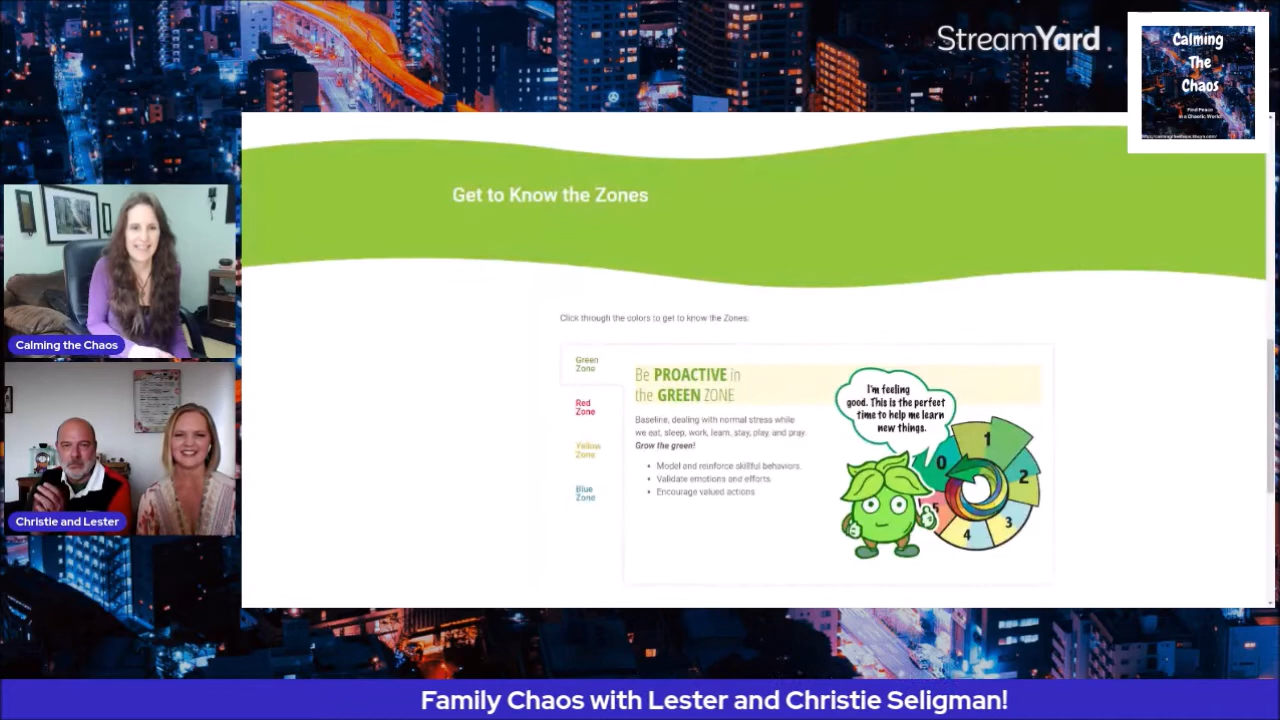 StreamYard
Calming
The
Chaos
Find Peace
in a Chaotic World
Get to Know the Zones
Click through the colors to get to know the Zones.
Green
Zone
Red
Zone
Yellow
Zone
Blue
Zone
Be PROACTIVE in
the GREEN ZONE
Baseline, dealing with normal stress while
we eat, sleep, work, learn, stay, play, and pray.
Grow the green!
• Model and reinforce skillful behaviors.
• Validate emotions and efforts
• Encourage valued actions
I'm feeling
good. This is the perfect
time to help me learn
new things.
0
1
2
3
4
5
Calming the Chaos
Christie and Lester
Family Chaos with Lester and Christie Seligman!